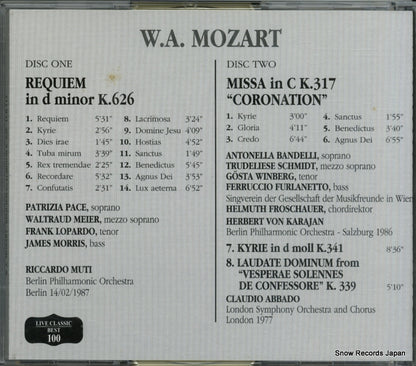 W.A. MOZART
DISC ONE
REQUIEM
in d minor K.626
1. Requiem 5'31"
2. Kyrie 2'56"
3. Dies irae 1'45"
4. Tuba mirum 3'39"
5. Rex tremendae 2'25"
6. Recordare 5'32"
7. Confutatis 2'31"
8. Lacrimosa 3'24"
9. Domine Jesu 4'09"
10. Hostias 4'52"
11. Sanctus 1'49"
12. Benedictus 5'45"
13. Agnus Dei 3'53"
14. Lux aeterna 6'52"
PATRIZIA PACE, soprano
WALTRAUD MEIER, mezzo soprano
FRANK LOPARDO, tenor
JAMES MORRIS, bass
RICCARDO MUTI
Berlin Philharmonic Orchestra
Berlin 14/02/1987
LIVE CLASSIC
BEST
100
DISC TWO
MISSA in C K.317
"CORONATION"
1. Kyrie 3'00"
2. Gloria 4'11"
3. Credo 6'44"
4. Sanctus 1'55"
5. Benedictus 3'40"
6. Agnus Dei 6'55"
ANTONELLA BANDELLI, soprano
TRUDELIESE SCHMIDT, mezzo soprano
GÖSTA WINBERG, tenor
FERRUCCIO FURLANETTO, bass
Singverein der Gesellschaft der Musikfreunde in Wien
HELMUTH FROSCHAUER, chordirektor
HERBERT VON KARAJAN
Berlin Philharmonic Orchestra - Salzburg 1986
7. KYRIE in d moll K.341 8'36"
8. LAUDATE DOMINUM from
"VESPERAE SOLENNES
DE CONFESSORE" K. 339 5'10"
CLAUDIO ABBADO
London Symphony Orchestra and Chorus
London 1977
Snow Records Japan